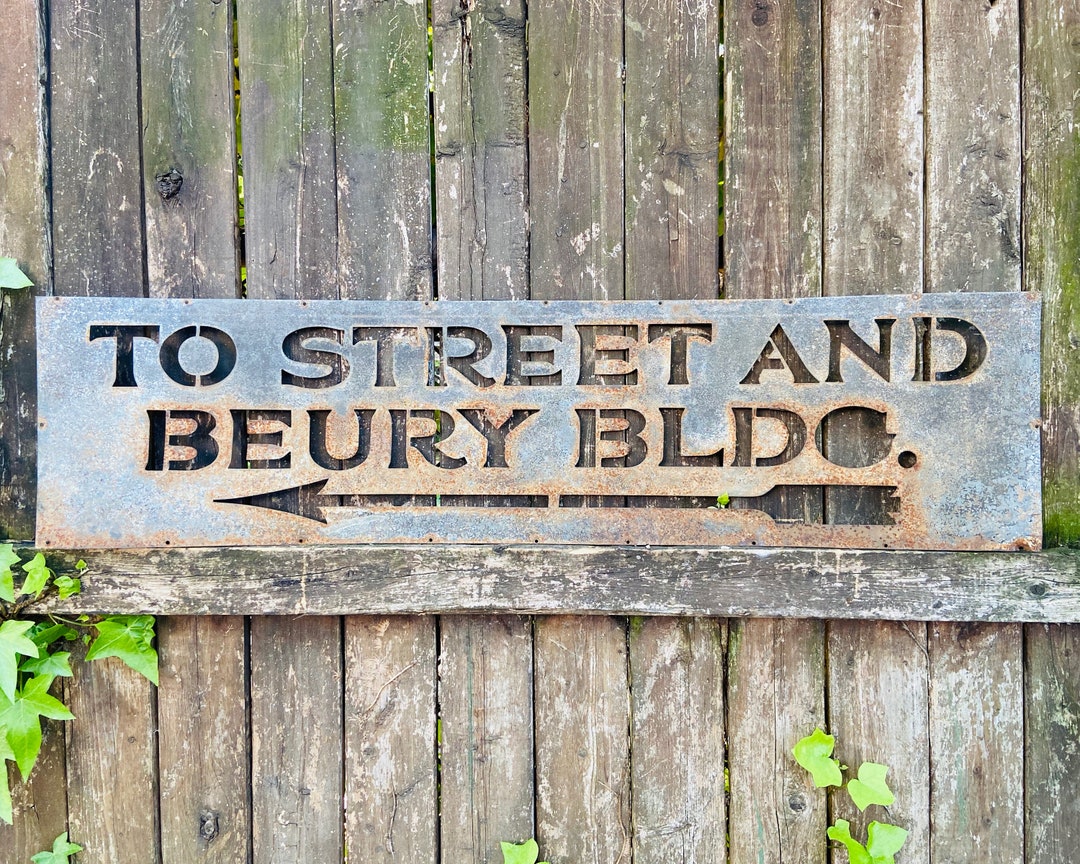 TO STREET AND
BEURY BLDG.